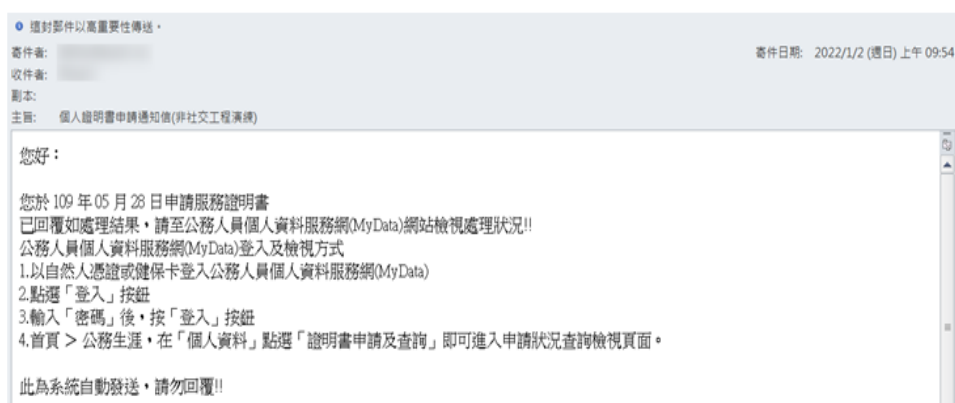 這封郵件以高重要性傳送。
寄件者:
寄件日期: 2022/1/2 (週日) 上午 09:54
收件者:
副本:
主旨: 個人證明書申請通知信(非社交工程演練)
您好：
您於 109 年 05 月 28 日申請服務證明書
已回覆如處理結果，請至公務人員個人資料服務網(MyData)網站檢視處理狀況!!
公務人員個人資料服務網(MyData)登入及檢視方式
1.以自然人憑證或健保卡登入公務人員個人資料服務網(MyData)
2.點選「登入」按鈕
3.輸入「密碼」後，按「登入」按鈕
4.首頁 > 公務生涯，在「個人資料」點選「證明書申請及查詢」即可進入申請狀況查詢檢視頁面。
此為系統自動發送，請勿回覆!!